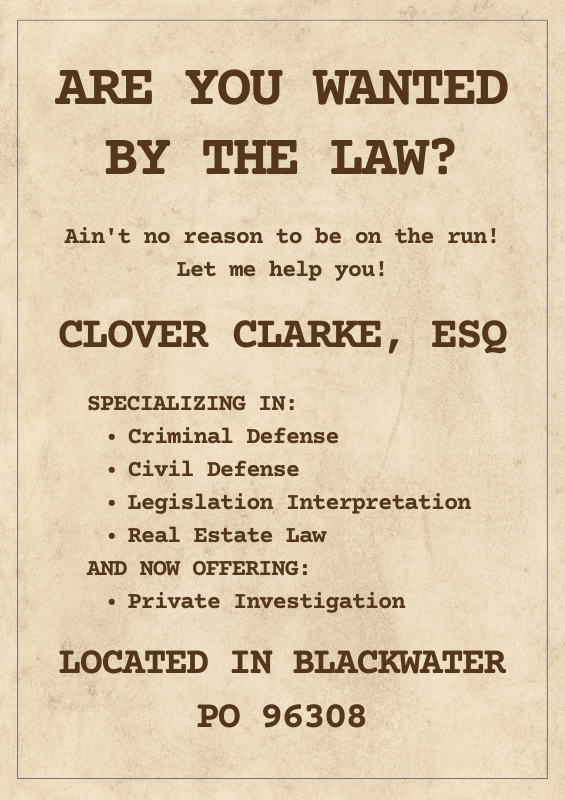 ARE YOU WANTED
BY THE LAW?
Ain't no reason to be on the run!
Let me help you!
CLOVER CLARKE, ESQ
SPECIALIZING IN:
• Criminal Defense
• Civil Defense
• Legislation Interpretation
• Real Estate Law
AND NOW OFFERING:
• Private Investigation
LOCATED IN BLACKWATER
PO 96308